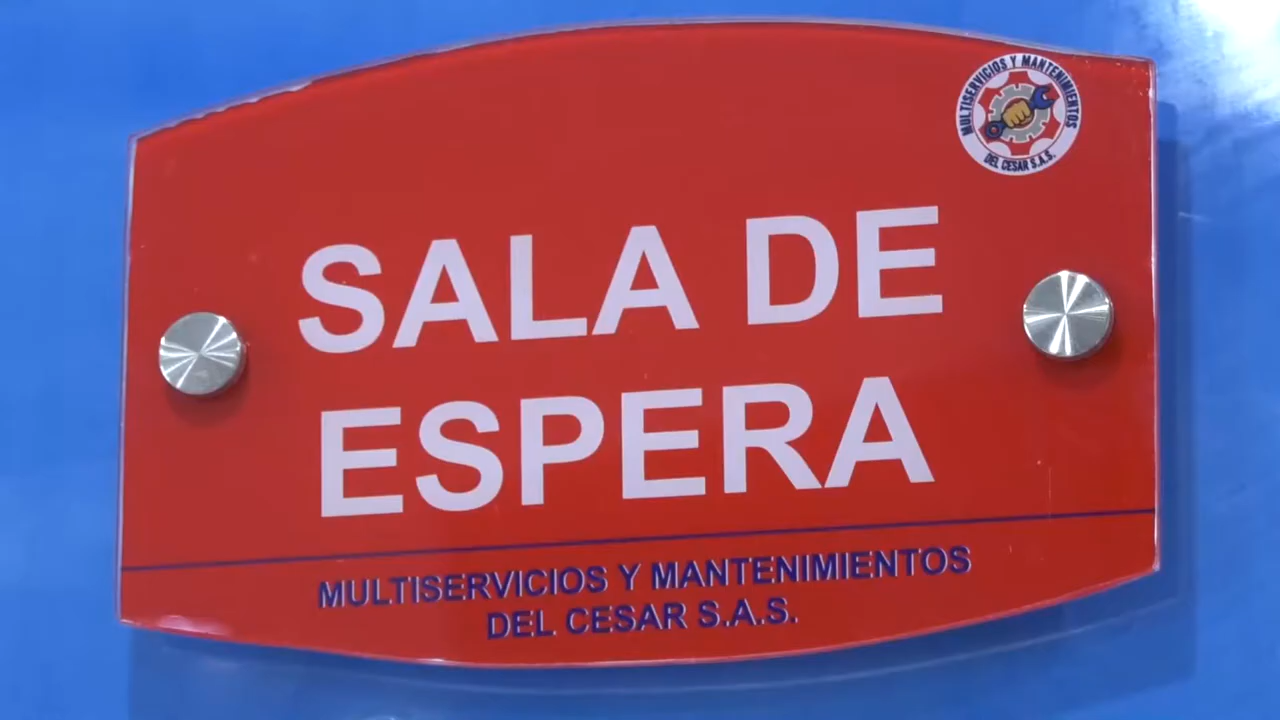 MULTISERVICIOS Y MANTENIMIENTOS
DEL CESAR S.A.S.
SALA DE
ESPERA
MULTISERVICIOS Y MANTENIMIENTOS
DEL CESAR S.A.S.